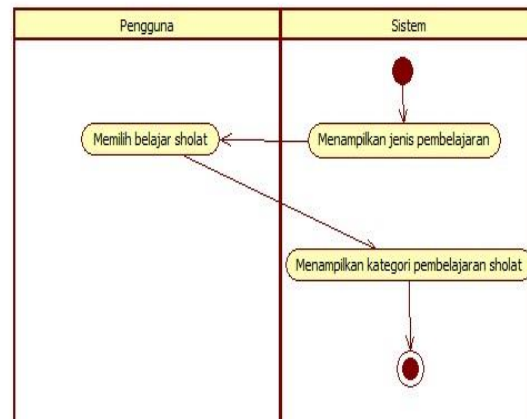 Pengguna
Sistem
Menampilkan jenis pembelajaran
Memilih belajar sholat
Menampilkan kategori pembelajaran sholat